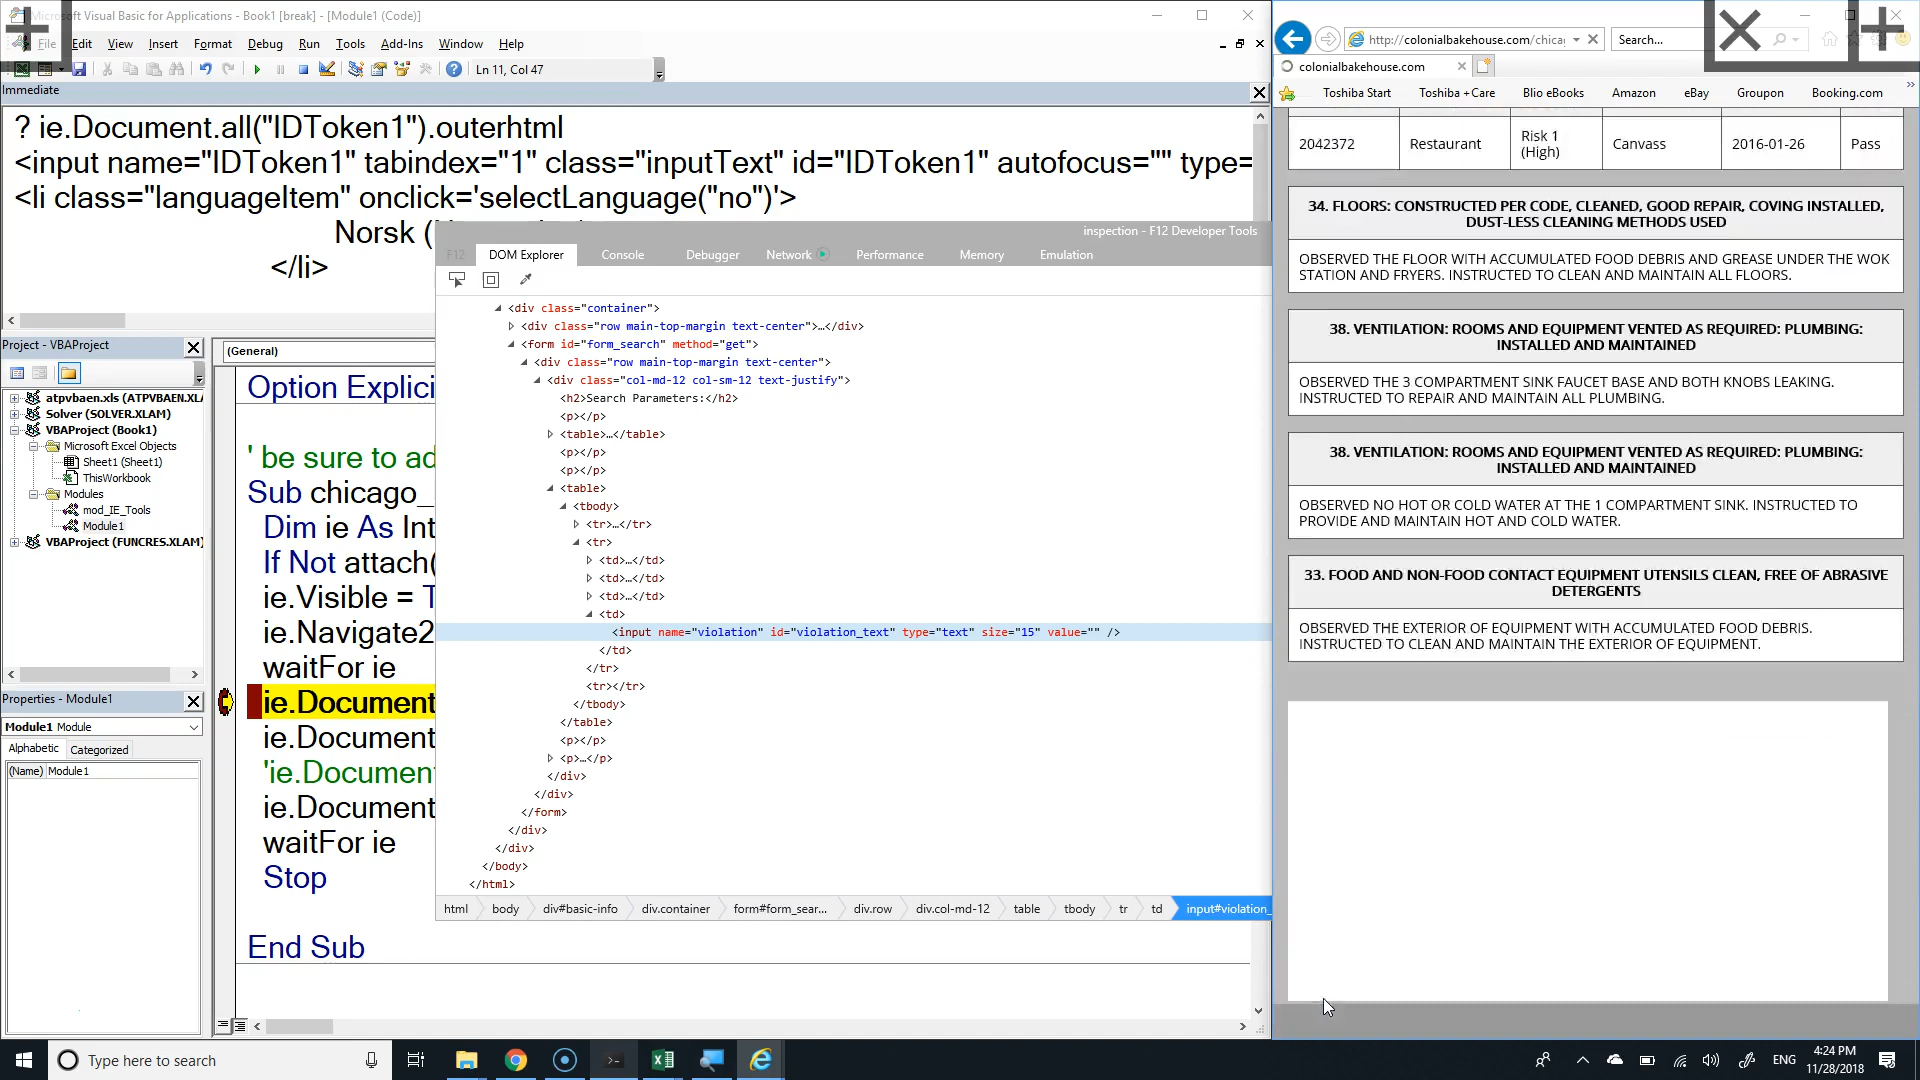 Microsoft Visual Basic for Applications - Book1 [break] - [Module1 (Code)]
File Edit View Insert Format Debug Run Tools Add-Ins Window Help
Ln 11, Col 47
Immediate
? ie.Document.all("IDToken1").outerhtml
<input name="IDToken1" tabindex="1" class="inputText" id="IDToken1" autofocus="" type=
<li class="languageItem" onclick='selectLanguage("no")'>
Norsk (
</li>
Project - VBAProject
atpvbaen.xls (ATPVBAEN.XLA
Solver (SOLVER.XLAM)
VBAProject (Book1)
Microsoft Excel Objects
Sheet1 (Sheet1)
ThisWorkbook
Modules
mod_IE_Tools
Module1
VBAProject (FUNCRES.XLAM)
Properties - Module1
Module1 Module
Alphabetic Categorized
(Name) Module1
(General)
Option Explici
' be sure to ad
Sub chicago_
Dim ie As Int
If Not attach(
ie.Visible = T
ie.Navigate2
waitFor ie
ie.Document
ie.Document
'ie.Document
ie.Document
waitFor ie
Stop
End Sub
inspection - F12 Developer Tools
F12 DOM Explorer Console Debugger Network Performance Memory Emulation
<div class="container">
<div class="row main-top-margin text-center">…</div>
<form id="form_search" method="get">
<div class="row main-top-margin text-center">
<div class="col-md-12 col-sm-12 text-justify">
<h2>Search Parameters:</h2>
<p></p>
<table>…</table>
<p></p>
<p></p>
<table>
<tbody>
<tr>…</tr>
<tr>
<td>…</td>
<td>…</td>
<td>…</td>
<td>
<input name="violation" id="violation_text" type="text" size="15" value="" />
</td>
</tr>
<tr></tr>
</tbody>
</table>
<p></p>
<p>…</p>
</div>
</div>
</form>
</div>
</div>
</body>
</html>
html body div#basic-info div.container form#form_sear... div.row div.col-md-12 table tbody tr td input#violation_
http://colonialbakehouse.com/chica Search...
colonialbakehouse.com
Toshiba Start Toshiba +Care Blio eBooks Amazon eBay Groupon Booking.com
2042372 Restaurant Risk 1 (High) Canvass 2016-01-26 Pass
34. FLOORS: CONSTRUCTED PER CODE, CLEANED, GOOD REPAIR, COVING INSTALLED,
DUST-LESS CLEANING METHODS USED
OBSERVED THE FLOOR WITH ACCUMULATED FOOD DEBRIS AND GREASE UNDER THE WOK
STATION AND FRYERS. INSTRUCTED TO CLEAN AND MAINTAIN ALL FLOORS.
38. VENTILATION: ROOMS AND EQUIPMENT VENTED AS REQUIRED: PLUMBING:
INSTALLED AND MAINTAINED
OBSERVED THE 3 COMPARTMENT SINK FAUCET BASE AND BOTH KNOBS LEAKING.
INSTRUCTED TO REPAIR AND MAINTAIN ALL PLUMBING.
38. VENTILATION: ROOMS AND EQUIPMENT VENTED AS REQUIRED: PLUMBING:
INSTALLED AND MAINTAINED
OBSERVED NO HOT OR COLD WATER AT THE 1 COMPARTMENT SINK. INSTRUCTED TO
PROVIDE AND MAINTAIN HOT AND COLD WATER.
33. FOOD AND NON-FOOD CONTACT EQUIPMENT UTENSILS CLEAN, FREE OF ABRASIVE
DETERGENTS
OBSERVED THE EXTERIOR OF EQUIPMENT WITH ACCUMULATED FOOD DEBRIS.
INSTRUCTED TO CLEAN AND MAINTAIN THE EXTERIOR OF EQUIPMENT.
Type here to search
ENG
4:24 PM
11/28/2018